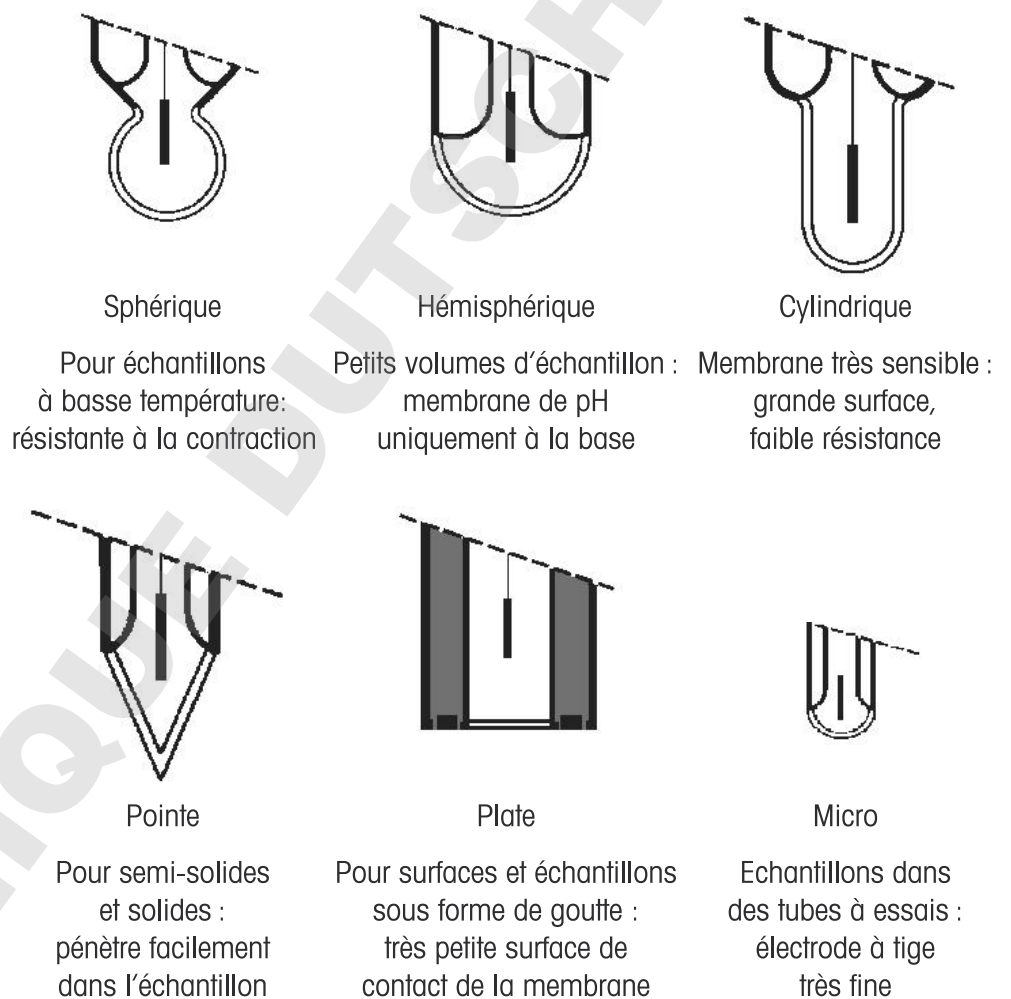 Sphérique
Pour échantillons
à basse température:
résistante à la contraction
Hémisphérique
Petits volumes d'échantillon :
membrane de pH
uniquement à la base
Cylindrique
Membrane très sensible :
grande surface,
faible résistance
Pointe
Pour semi-solides
et solides :
pénètre facilement
dans l'échantillon
Plate
Pour surfaces et échantillons
sous forme de goutte :
très petite surface de
contact de la membrane
Micro
Echantillons dans
des tubes à essais :
électrode à tige
très fine
IQUE DUTSCH